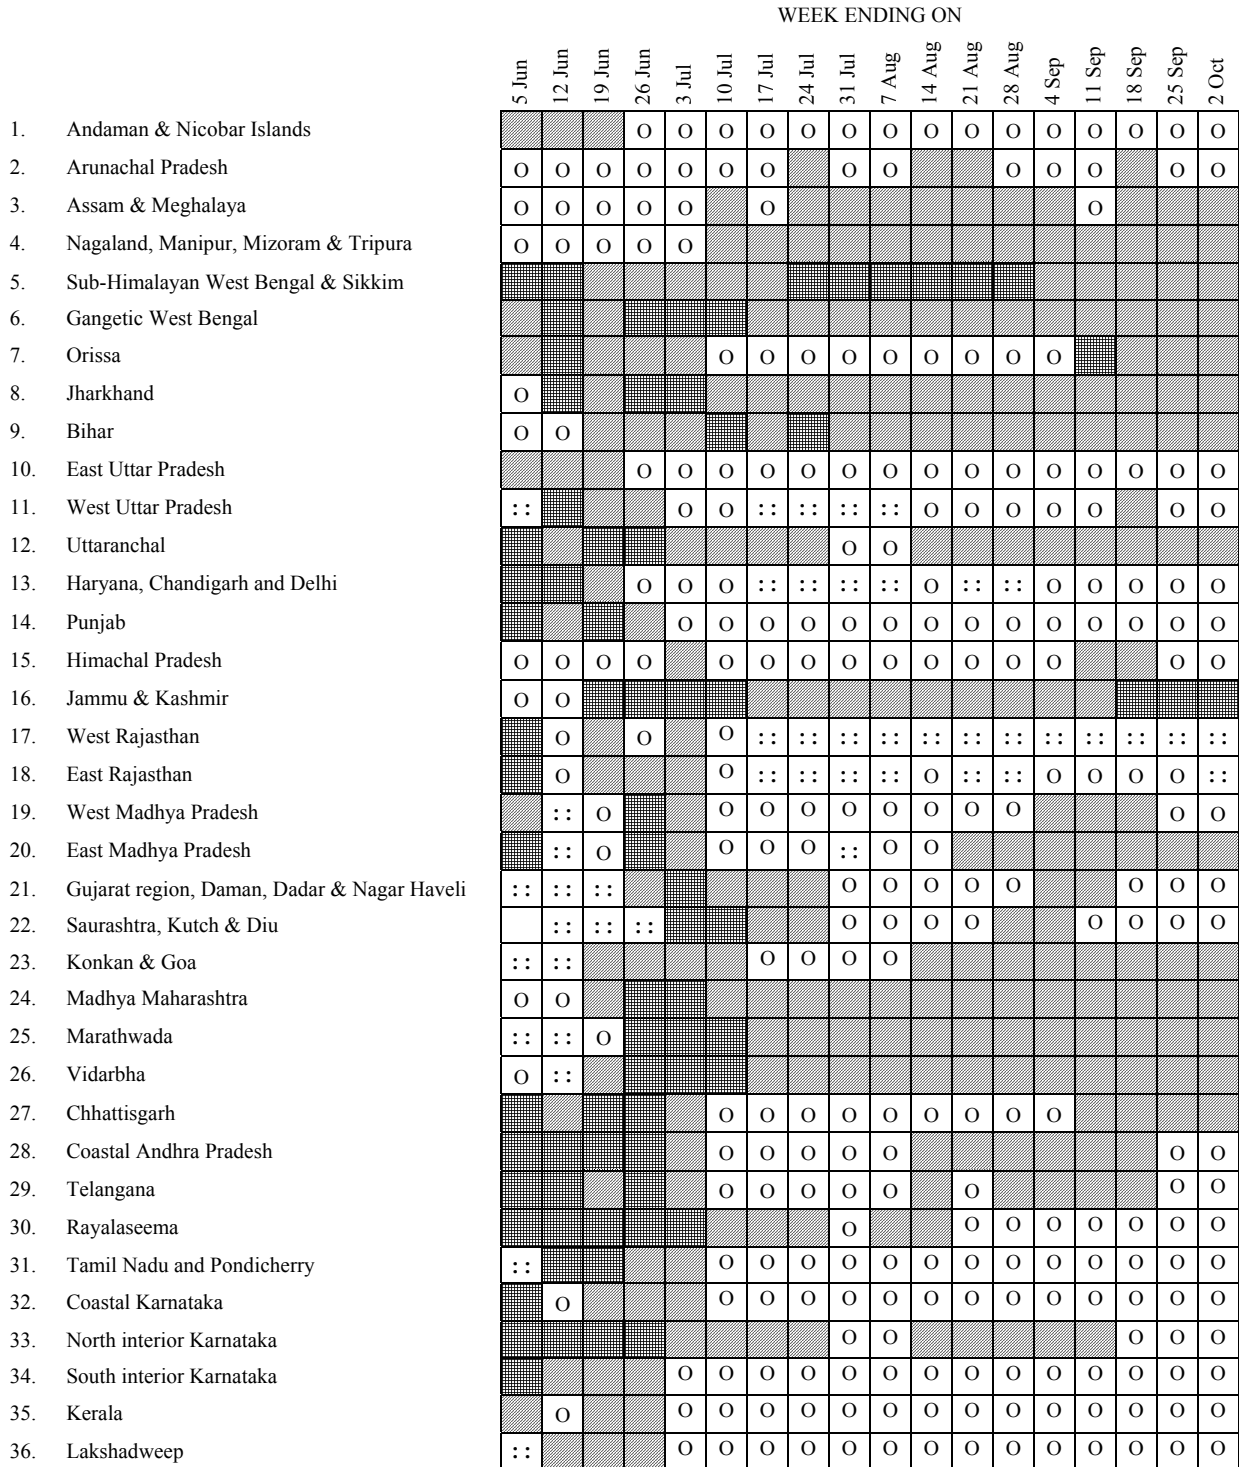 WEEK ENDING ON
5 Jun 12 Jun 19 Jun 26 Jun 3 Jul 10 Jul 17 Jul 24 Jul 31 Jul 7 Aug 14 Aug 21 Aug 28 Aug 4 Sep 11 Sep 18 Sep 25 Sep 2 Oct
1. Andaman & Nicobar Islands O O O O O O O O O O O O O O O
2. Arunachal Pradesh O O O O O O O O O O O O O O
3. Assam & Meghalaya O O O O O O O
4. Nagaland, Manipur, Mizoram & Tripura O O O O O
5. Sub-Himalayan West Bengal & Sikkim
6. Gangetic West Bengal
7. Orissa O O O O O O O O O
8. Jharkhand O
9. Bihar O O
10. East Uttar Pradesh O O O O O O O O O O O O O O O
11. West Uttar Pradesh :: O O :: :: :: :: O O O O O O O
12. Uttaranchal O O
13. Haryana, Chandigarh and Delhi O O O :: :: :: :: O :: :: O O O O O
14. Punjab O O O O O O O O O O O O O O
15. Himachal Pradesh O O O O O O O O O O O O O O O
16. Jammu & Kashmir O O
17. West Rajasthan O O O :: :: :: :: :: :: :: :: :: :: :: ::
18. East Rajasthan O O :: :: :: :: O :: :: O O O O ::
19. West Madhya Pradesh :: O O O O O O O O O O O
20. East Madhya Pradesh :: O O O O :: O O
21. Gujarat region, Daman, Dadar & Nagar Haveli :: :: :: O O O O O O O O
22. Saurashtra, Kutch & Diu :: :: :: O O O O O O O O
23. Konkan & Goa :: :: O O O O
24. Madhya Maharashtra O O
25. Marathwada :: :: O
26. Vidarbha O ::
27. Chhattisgarh O O O O O O O O O
28. Coastal Andhra Pradesh O O O O O O O
29. Telangana O O O O O O O O
30. Rayalaseema O O O O O O O O
31. Tamil Nadu and Pondicherry :: O O O O O O O O O O O O O
32. Coastal Karnataka O O O O O O O O O O O O O O
33. North interior Karnataka O O O O O
34. South interior Karnataka O O O O O O O O O O O O O O
35. Kerala O O O O O O O O O O O O O O O
36. Lakshadweep :: O O O O O O O O O O O O O O